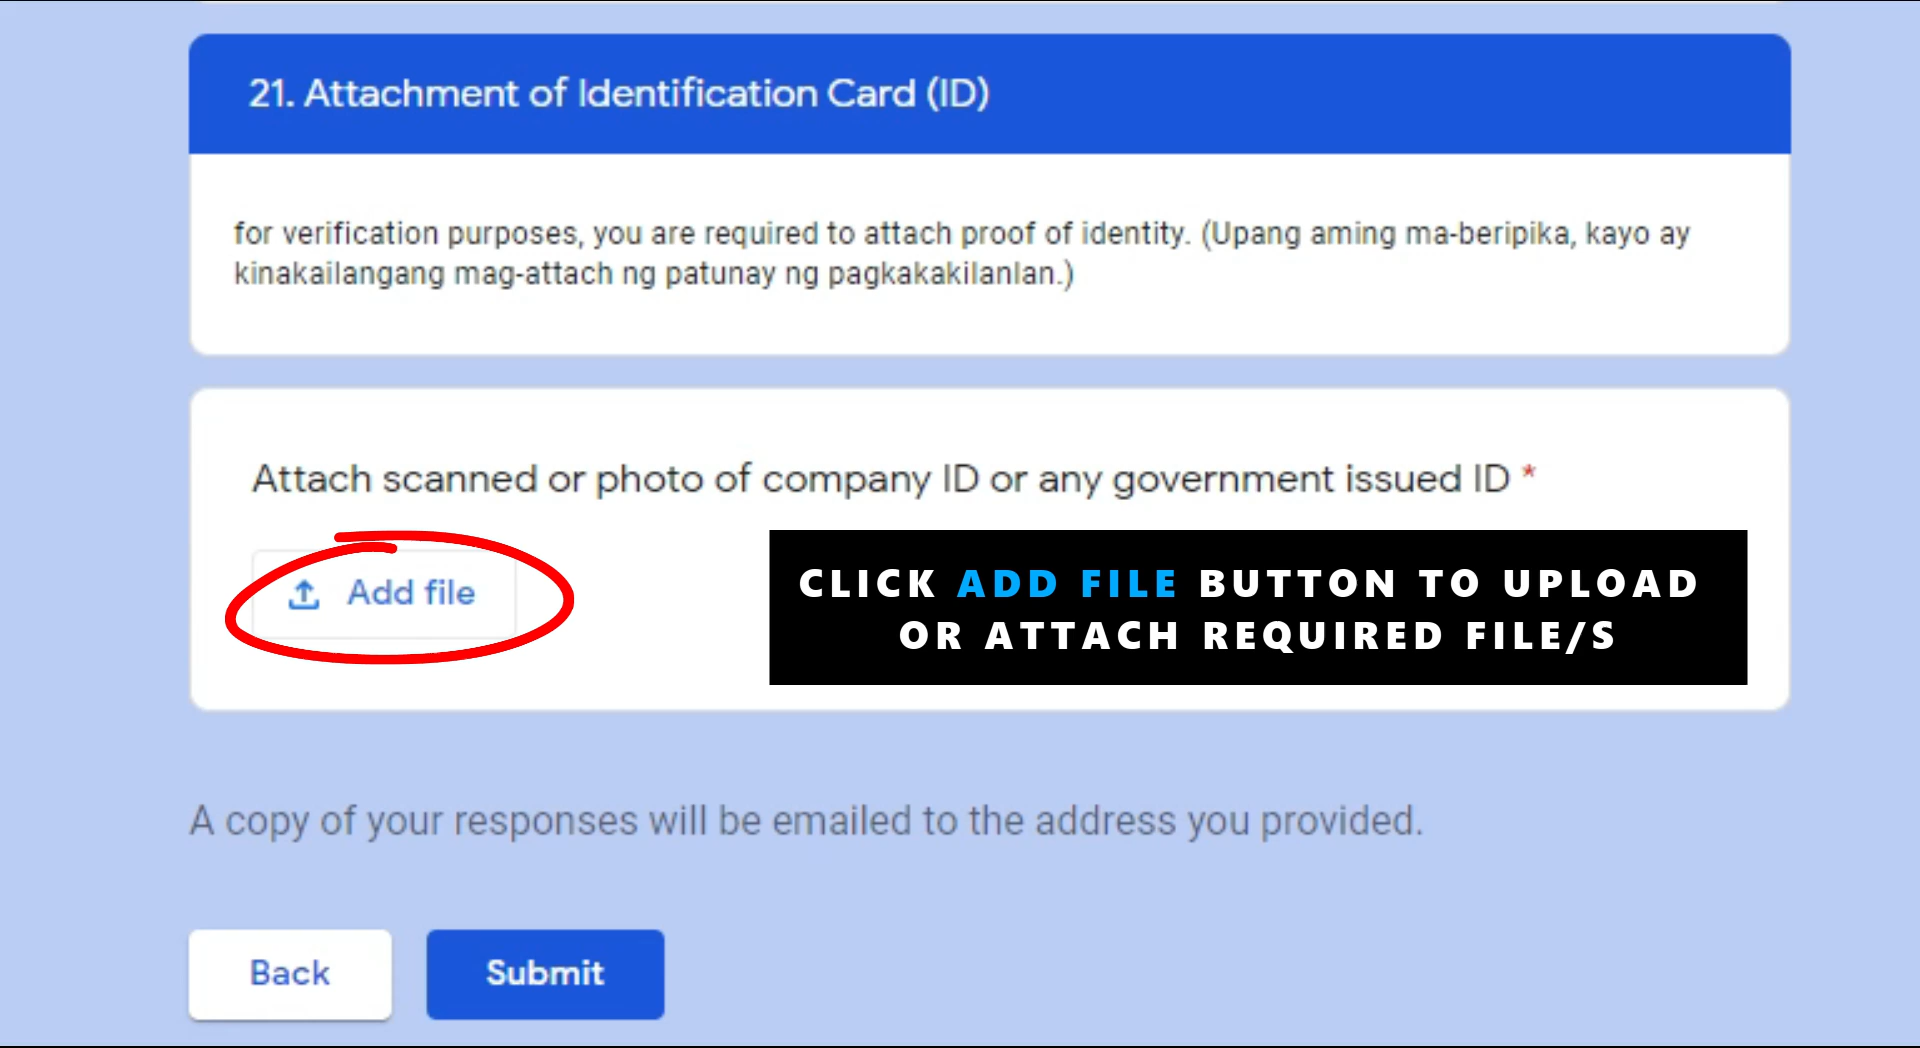 21. Attachment of Identification Card (ID)
for verification purposes, you are required to attach proof of identity. (Upang aming ma-beripika, kayo ay
kinakailangang mag-attach ng patunay ng pagkakakilanlan.)
Attach scanned or photo of company ID or any government issued ID *
Add file
CLICK ADD FILE BUTTON TO UPLOAD
OR ATTACH REQUIRED FILE/S
A copy of your responses will be emailed to the address you provided.
Back
Submit